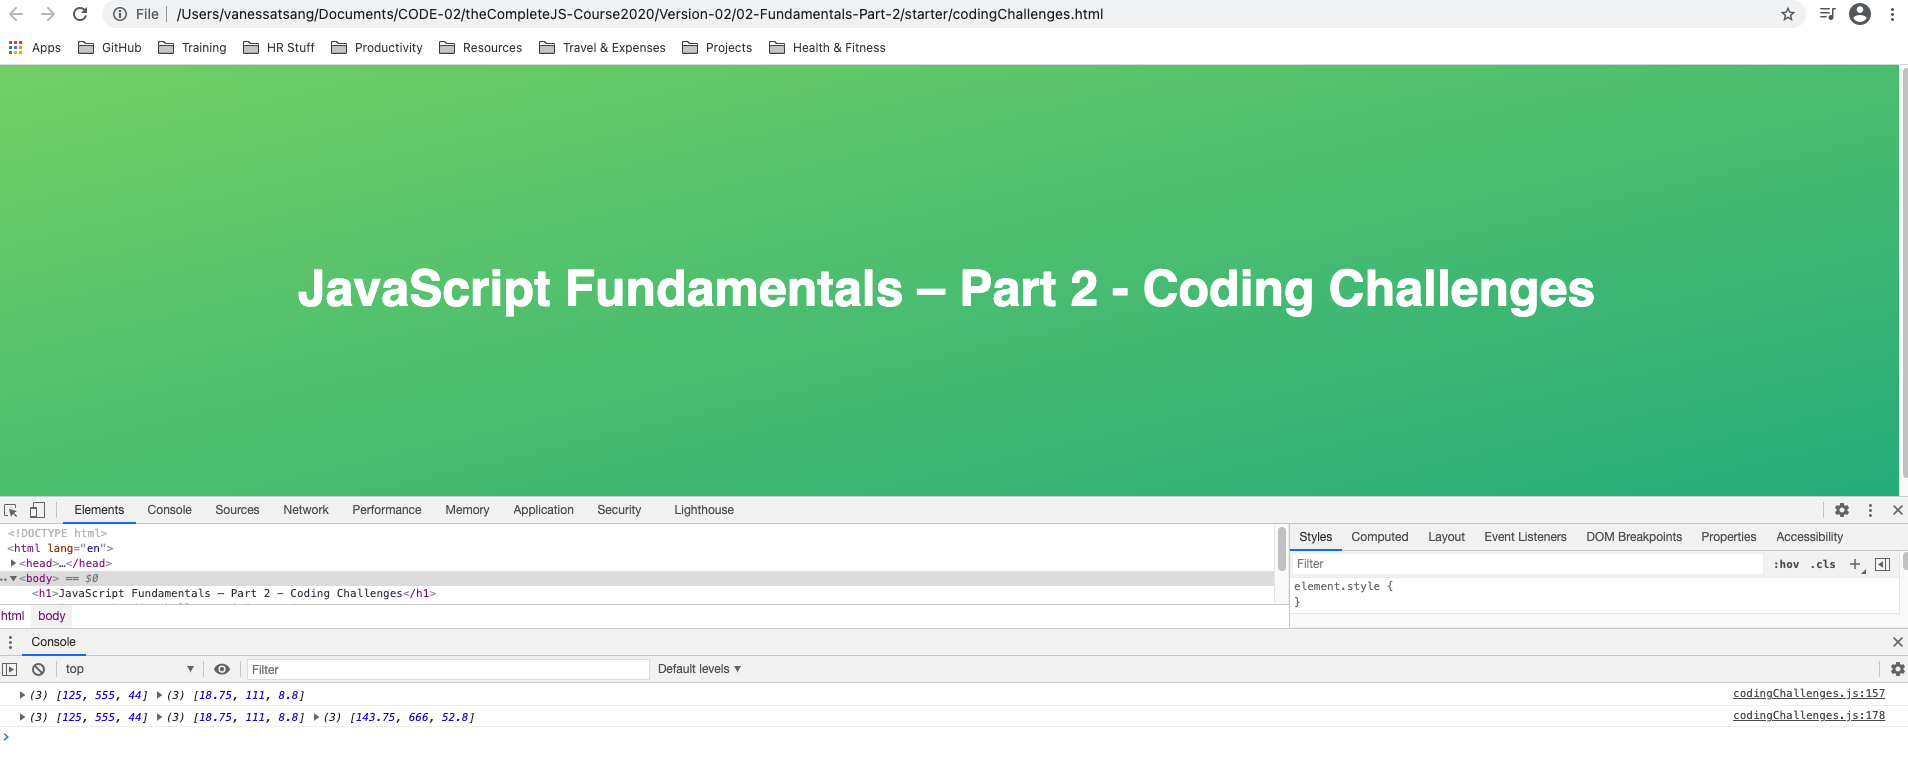 File /Users/vanessatsang/Documents/CODE-02/theCompleteJS-Course2020/Version-02/02-Fundamentals-Part-2/starter/codingChallenges.html
Apps GitHub Training HR Stuff Productivity Resources Travel & Expenses Projects Health & Fitness
JavaScript Fundamentals – Part 2 - Coding Challenges
Elements Console Sources Network Performance Memory Application Security Lighthouse
<!DOCTYPE html>
<html lang="en">
<head>…</head>
<body> == $0
<h1>JavaScript Fundamentals – Part 2 - Coding Challenges</h1>
html body
Styles Computed Layout Event Listeners DOM Breakpoints Properties Accessibility
Filter :hov .cls
element.style {
}
Console
top Filter Default levels
(3) [125, 555, 44] (3) [18.75, 111, 8.8] codingChallenges.js:157
(3) [125, 555, 44] (3) [18.75, 111, 8.8] (3) [143.75, 666, 52.8] codingChallenges.js:178